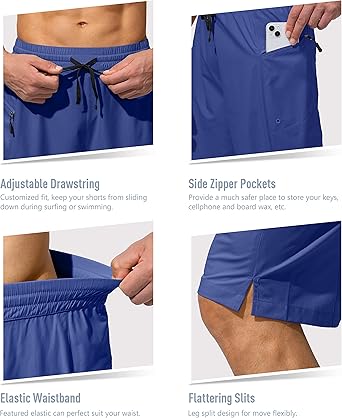 Adjustable Drawstring
Customized fit, keep your shorts from sliding
down during surfing or swimming.
Side Zipper Pockets
Provide a much safer place to store your keys,
cellphone and board wax, etc.
Elastic Waistband
Featured elastic can perfect suit your waist.
Flattering Slits
Leg split design for move flexibly.